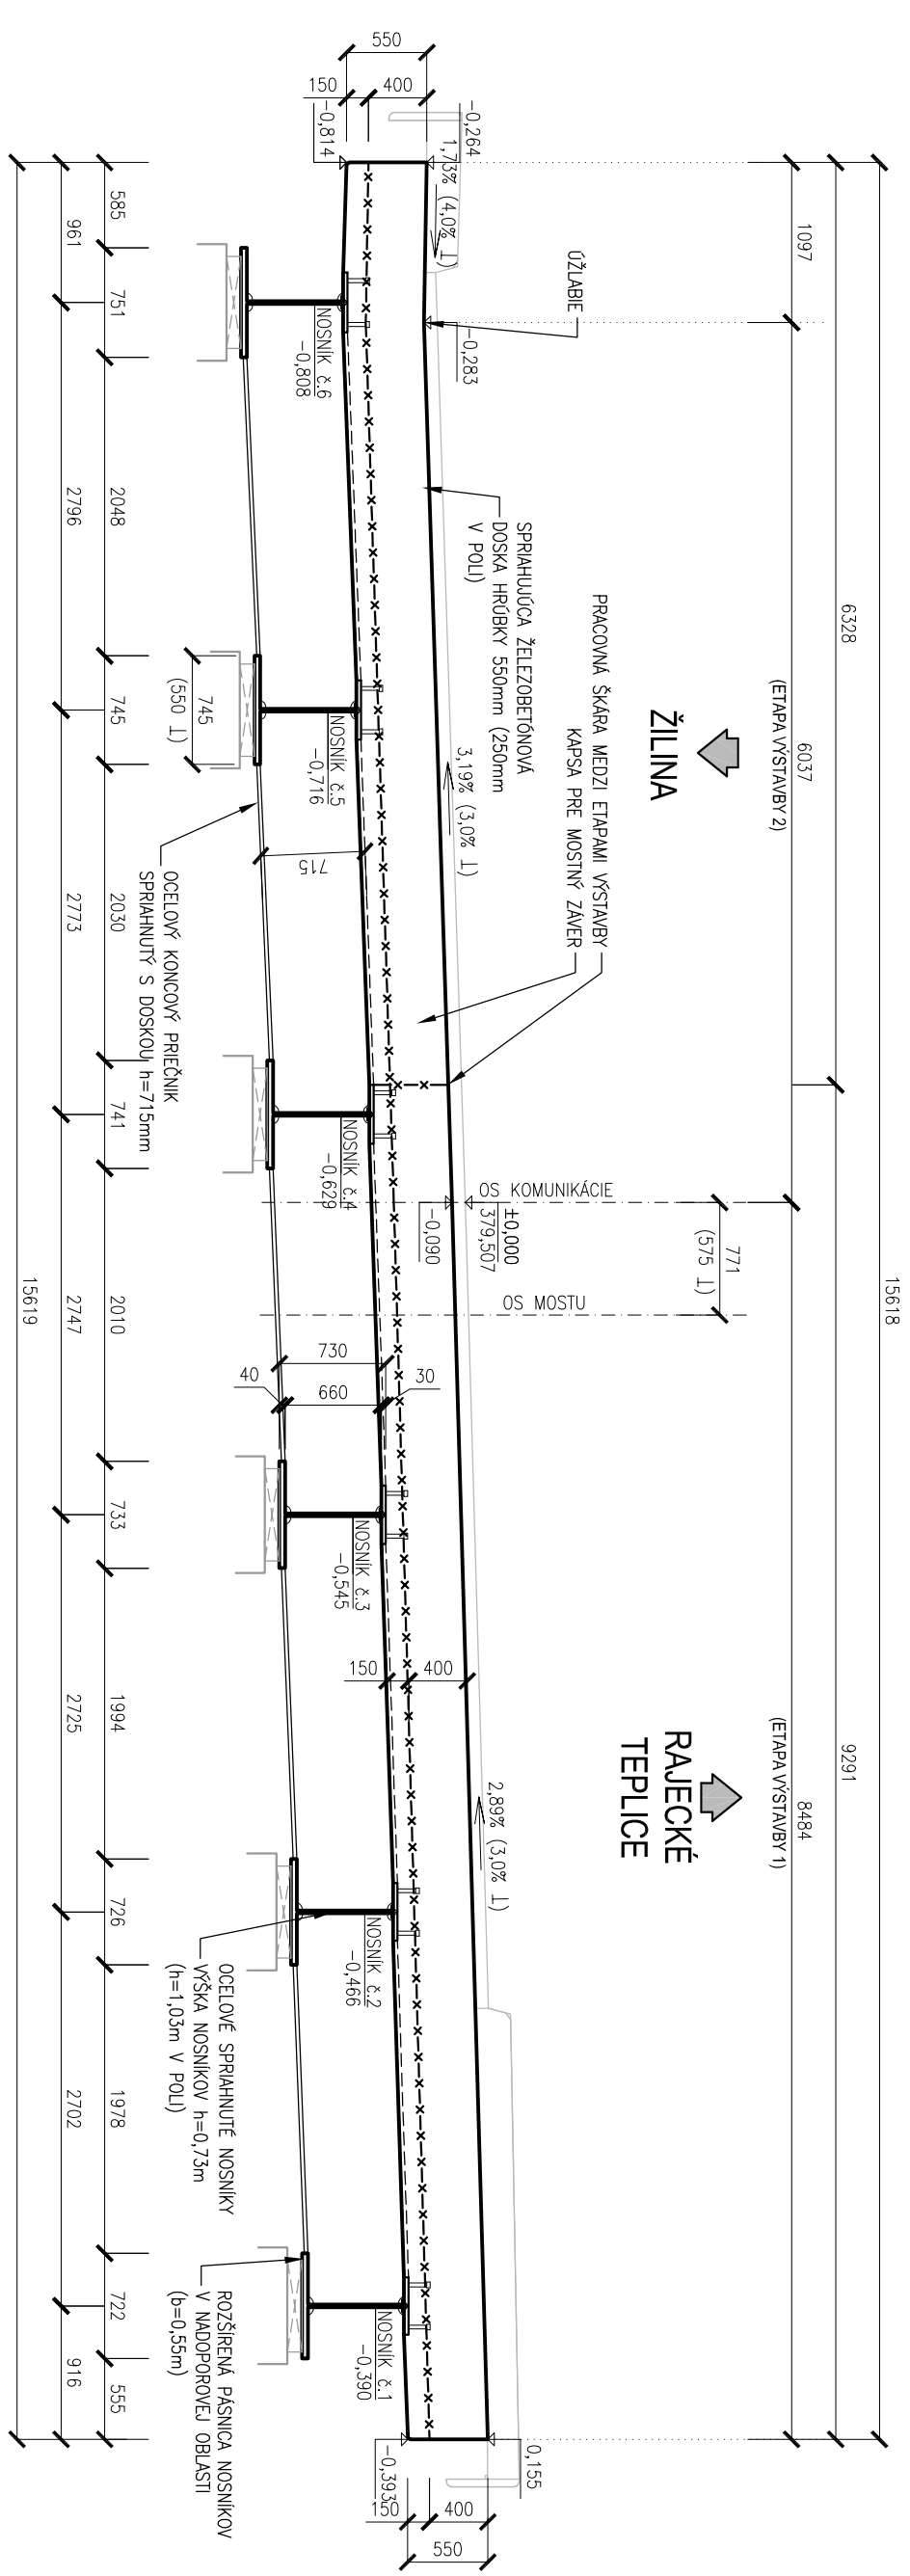 15618
6328
9291
1097
6037
8484
(ETAPA VÝSTAVBY 2)
(ETAPA VÝSTAVBY 1)
771
(575 ⊥)
ŽILINA
RAJECKÉ
TEPLICE
PRACOVNÁ ŠKÁRA MEDZI ETAPAMI VÝSTAVBY
KAPSA PRE MOSTNÝ ZÁVER
ÚŽLABIE
SPRIAHUJÚCA ŽELEZOBETÓNOVÁ
DOSKA HRÚBKY 550mm (250mm
V POLI)
OS KOMUNIKÁCIE
OS MOSTU
±0,000
379,507
-0,090
-0,264
-0,283
0,155
1,73% (4,0% ⊥)
3,19% (3,0% ⊥)
2,89% (3,0% ⊥)
550
400
150
-0,814
400
150
550
400
150
-0,393
NOSNÍK č.6
-0,808
NOSNÍK č.5
-0,716
NOSNÍK č.4
-0,629
NOSNÍK č.3
-0,545
NOSNÍK č.2
-0,466
NOSNÍK č.1
-0,390
715
730
660
40
30
745
(550 ⊥)
OCELOVÝ KONCOVÝ PRIEČNIK
SPRIAHNUTÝ S DOSKOU h=715mm
OCELOVÉ SPRIAHNUTÉ NOSNÍKY
VÝŠKA NOSNÍKOV h=0,73m
(h=1,03m V POLI)
ROZŠÍRENÁ PÁSNICA NOSNÍKOV
V NADOPOROVEJ OBLASTI
(b=0,55m)
585
751
2048
745
2030
741
2010
733
1994
726
1978
722
555
961
2796
2773
2747
2725
2702
916
15619